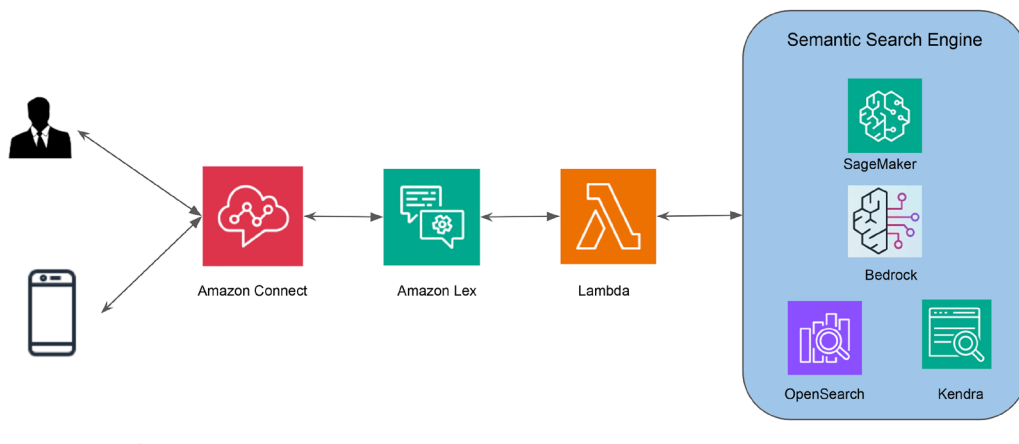 Semantic Search Engine
SageMaker
Bedrock
Amazon Connect
Amazon Lex
Lambda
OpenSearch
Kendra